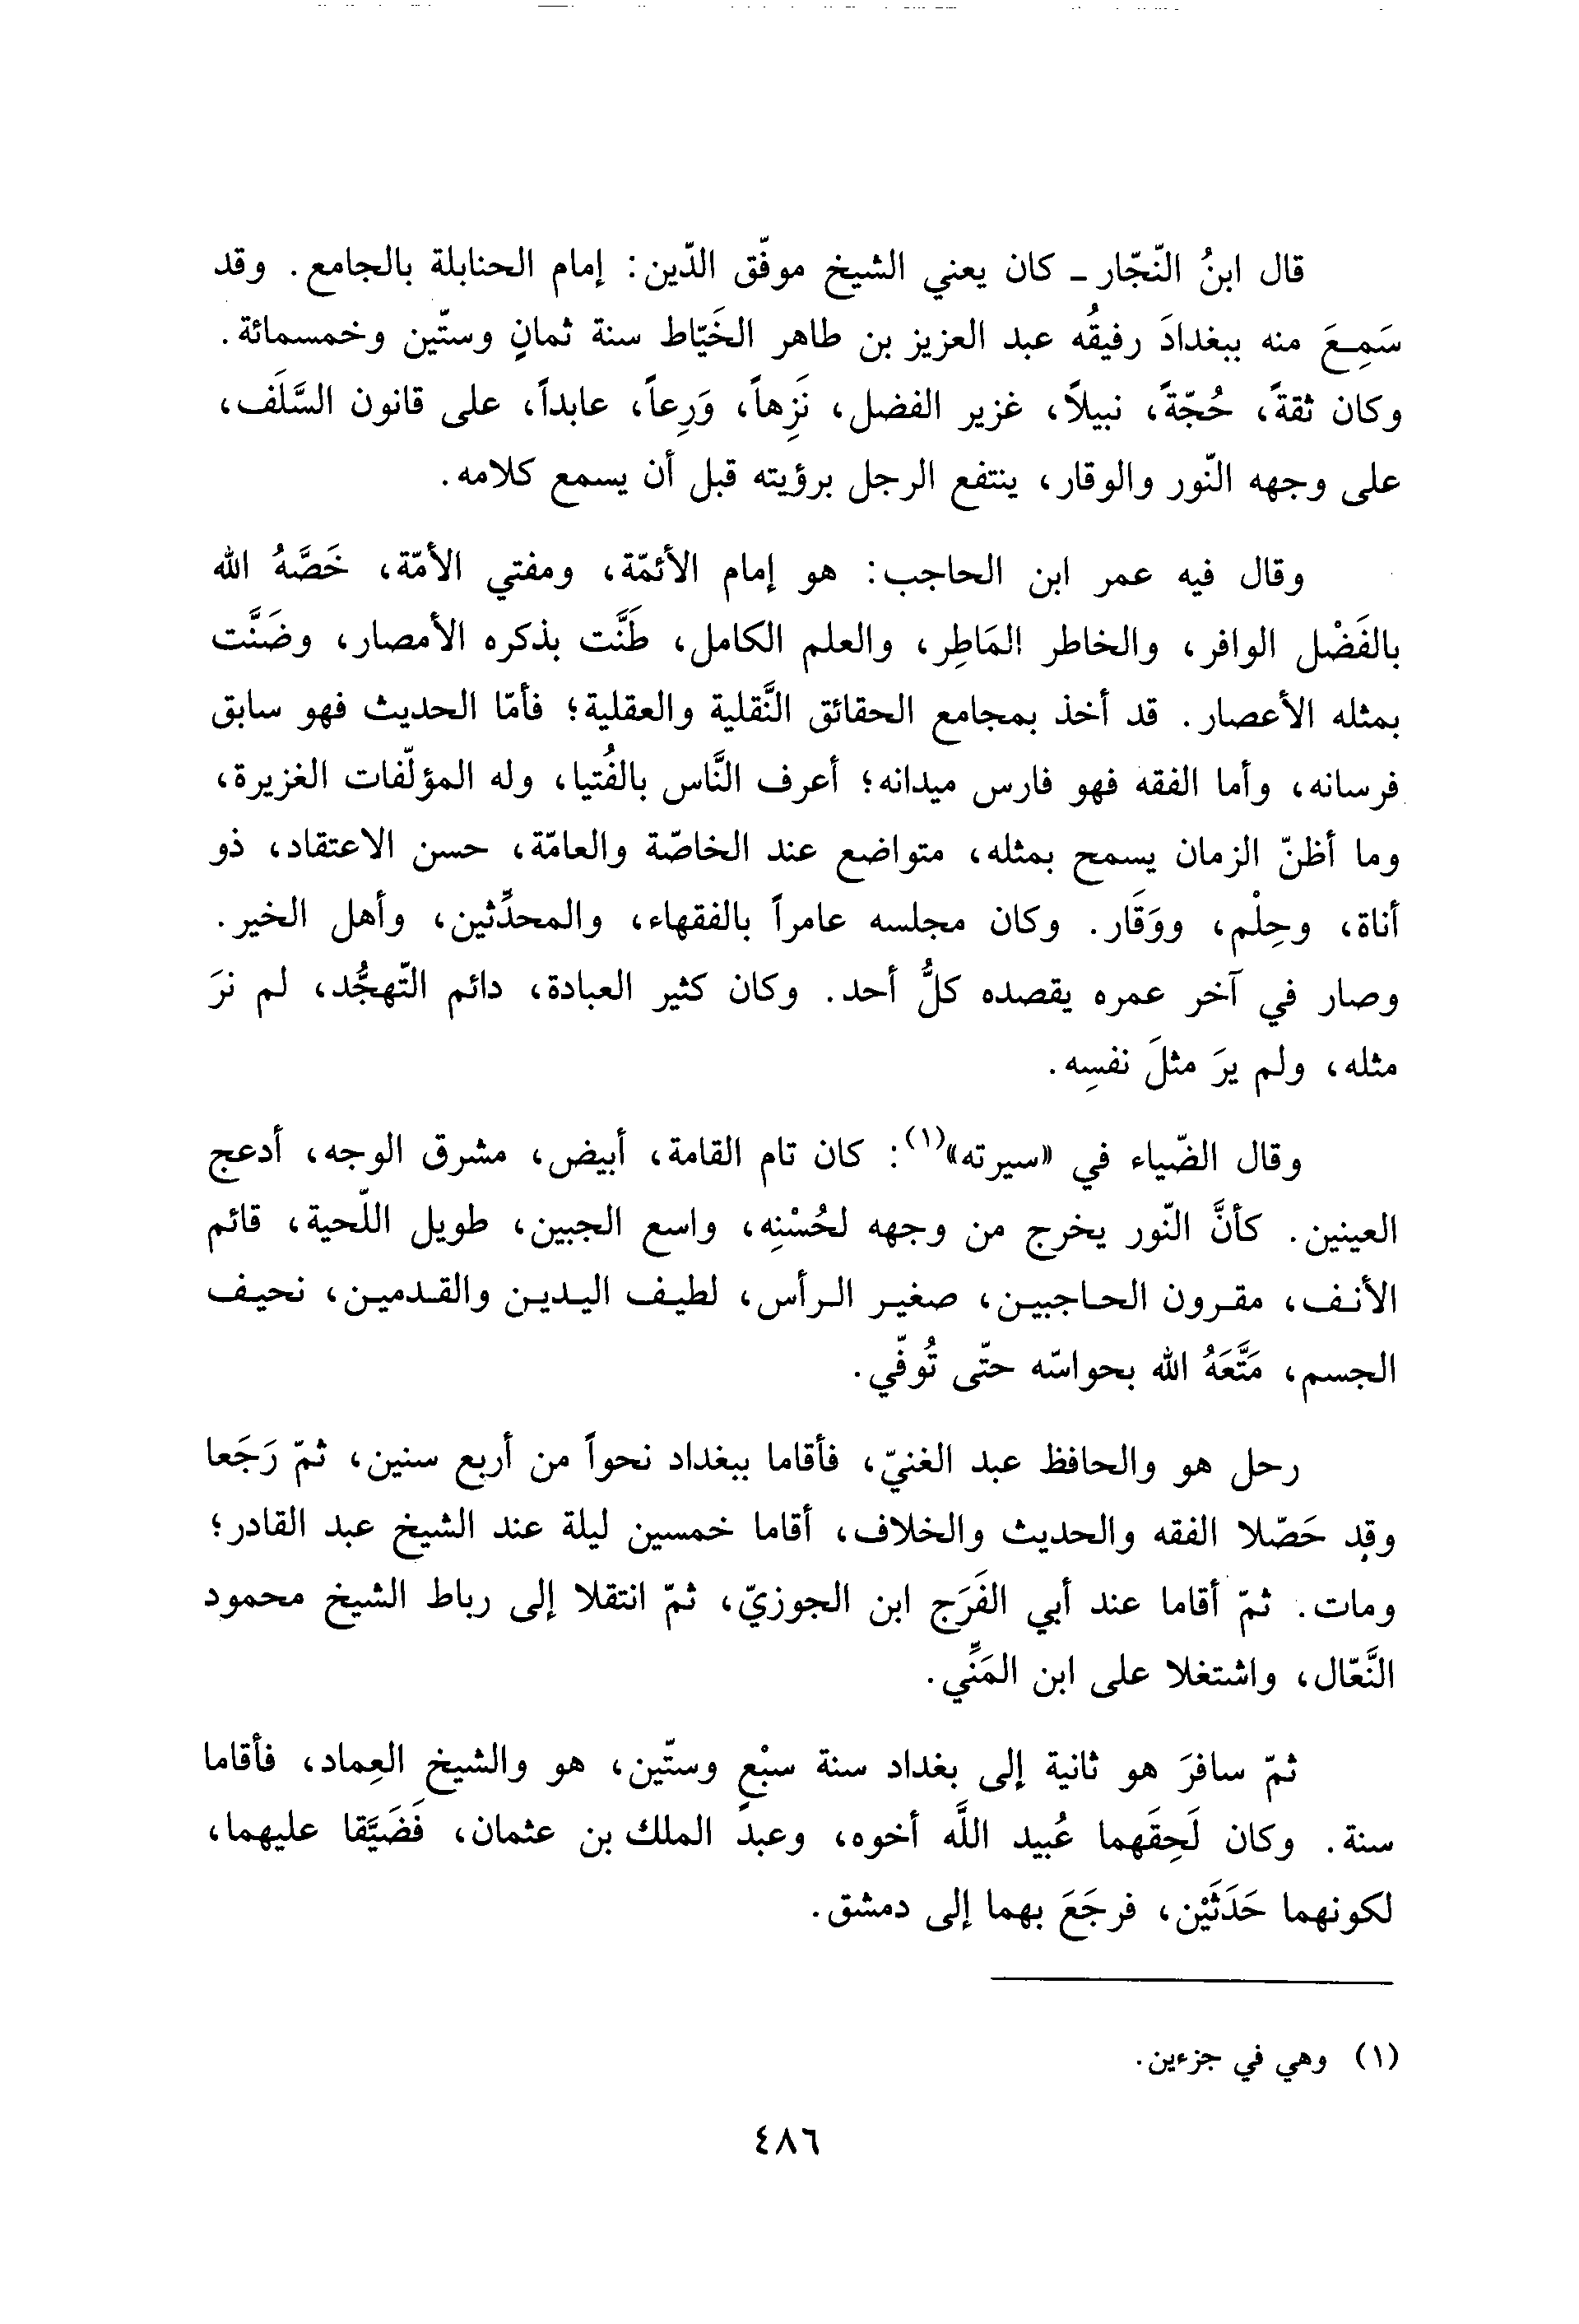 قال ابنُ النّجّار ـ كان يعني الشيخ موفّق الدّين: إمام الحنابلة بالجامع. وقد
سَمِـعَ منه ببغدادَ رفيقُه عبد العزيز بن طاهر الخَيّاط سنة ثمانٍ وستّين وخمسمائة.
وكان ثقةً، حُجّةً، نبيلاً، غزير الفضل، نَزِهاً، وَرِعاً، عابداً، على قانون السَّلَف،
على وجهه النّور والوقار، ينتفع الرجل برؤيته قبل أن يسمع كلامه.
وقال فيه عمر ابن الحاجب: هو إمام الأئمّة، ومفتي الأمّة، خَصَّهُ الله
بالفَضْل الوافر، والخاطر المَاطِر، والعلم الكامل، طَنَّت بذكره الأمصار، وضَنَّت
بمثله الأعصار. قد أخذ بمجامع الحقائق النَّقلية والعقلية؛ فأمّا الحديث فهو سابق
فرسانه، وأما الفقه فهو فارس ميدانه؛ أعرف النَّاس بالفُتيا، وله المؤلّفات الغزيرة،
وما أظنّ الزمان يسمح بمثله، متواضع عند الخاصّة والعامّة، حسن الاعتقاد، ذو
أناة، وحِلْم، ووَقَار. وكان مجلسه عامراً بالفقهاء، والمحدِّثين، وأهل الخير.
وصار في آخر عمره يقصده كلُّ أحد. وكان كثير العبادة، دائم التّهجُّد، لم نرَ
مثله، ولم يرَ مثلَ نفسِه.
وقال الضّياء في «سيرته»(١): كان تام القامة، أبيض، مشرق الوجه، أدعج
العينين. كأنَّ النّور يخرج من وجهه لحُسْنِه، واسع الجبين، طويل اللّحية، قائم
الأنـف، مقـرون الحـاجبيـن، صغيـر الـرأس، لطيـف اليـديـن والقـدميـن، نحيـف
الجسم، مَتَّعَهُ الله بحواسّه حتّى تُوفّي.
رحل هو والحافظ عبد الغنيّ، فأقاما ببغداد نحواً من أربع سنين، ثمّ رَجَعا
وقد حَصّلا الفقه والحديث والخلاف، أقاما خمسين ليلة عند الشيخ عبد القادر؛
ومات. ثمّ أقاما عند أبي الفَرَج ابن الجوزيّ، ثمّ انتقلا إلى رباط الشيخ محمود
النَّعّال، واشتغلا على ابن المَنِّي.
ثمّ سافرَ هو ثانية إلى بغداد سنة سبْعٍ وستّين، هو والشيخ العِماد، فأقاما
سنة. وكان لَحِقَهما عُبيد اللَّه أخوه، وعبدُ الملك بن عثمان، فَضَيَّقا عليهما،
لكونهما حَدَثَيْن، فرجَعَ بهما إلى دمشق.
(١) وهي في جزءين.
٤٨٦